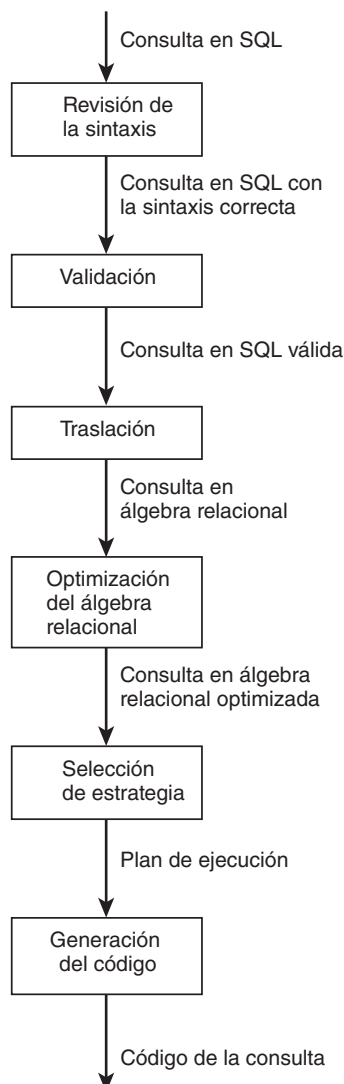 Consulta en SQL
Revisión de
la sintaxis
Consulta en SQL con
la sintaxis correcta
Validación
Consulta en SQL válida
Traslación
Consulta en
álgebra relacional
Optimización
del álgebra
relacional
Consulta en álgebra
relacional optimizada
Selección
de estrategia
Plan de ejecución
Generación
del código
Código de la consulta